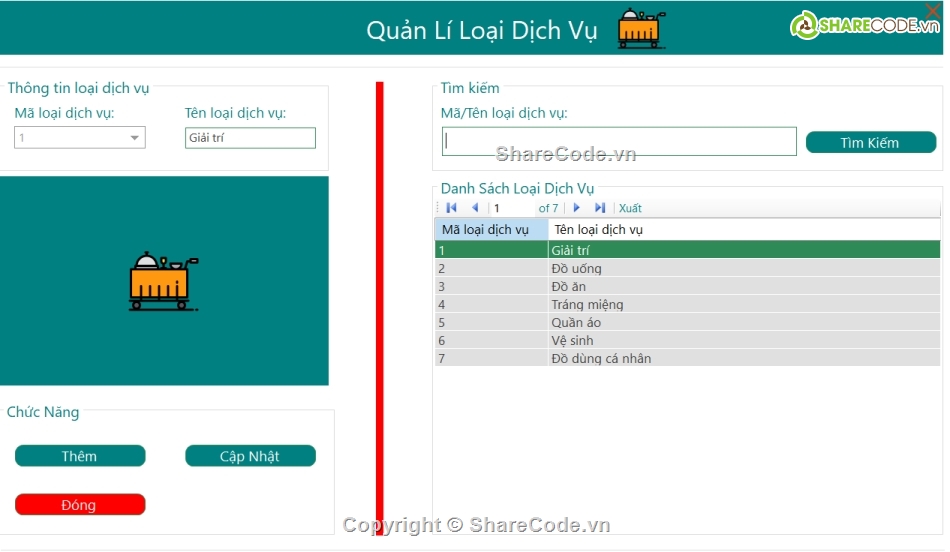 Quản Lí Loại Dịch Vụ
SHARECODE.vn
Thông tin loại dịch vụ
Mã loại dịch vụ:
Tên loại dịch vụ:
1
Giải trí
Chức Năng
Thêm
Cập Nhật
Đóng
Tìm kiếm
Mã/Tên loại dịch vụ:
Tìm Kiếm
ShareCode.vn
Danh Sách Loại Dịch Vụ
1 of 7 Xuất
Mã loại dịch vụ Tên loại dịch vụ
1 Giải trí
2 Đồ uống
3 Đồ ăn
4 Tráng miệng
5 Quần áo
6 Vệ sinh
7 Đồ dùng cá nhân
Copyright © ShareCode.vn